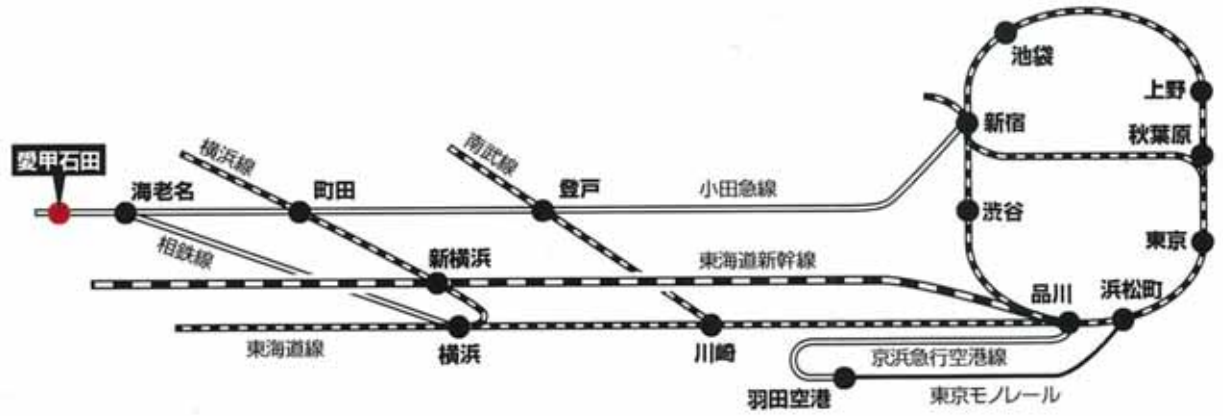 池袋
上野
新宿
秋葉原
横浜線
南武線
愛甲石田
海老名
町田
登戸
小田急線
渋谷
東京
相鉄線
新横浜
東海道新幹線
品川
浜松町
東海道線
横浜
川崎
京浜急行空港線
羽田空港
東京モノレール